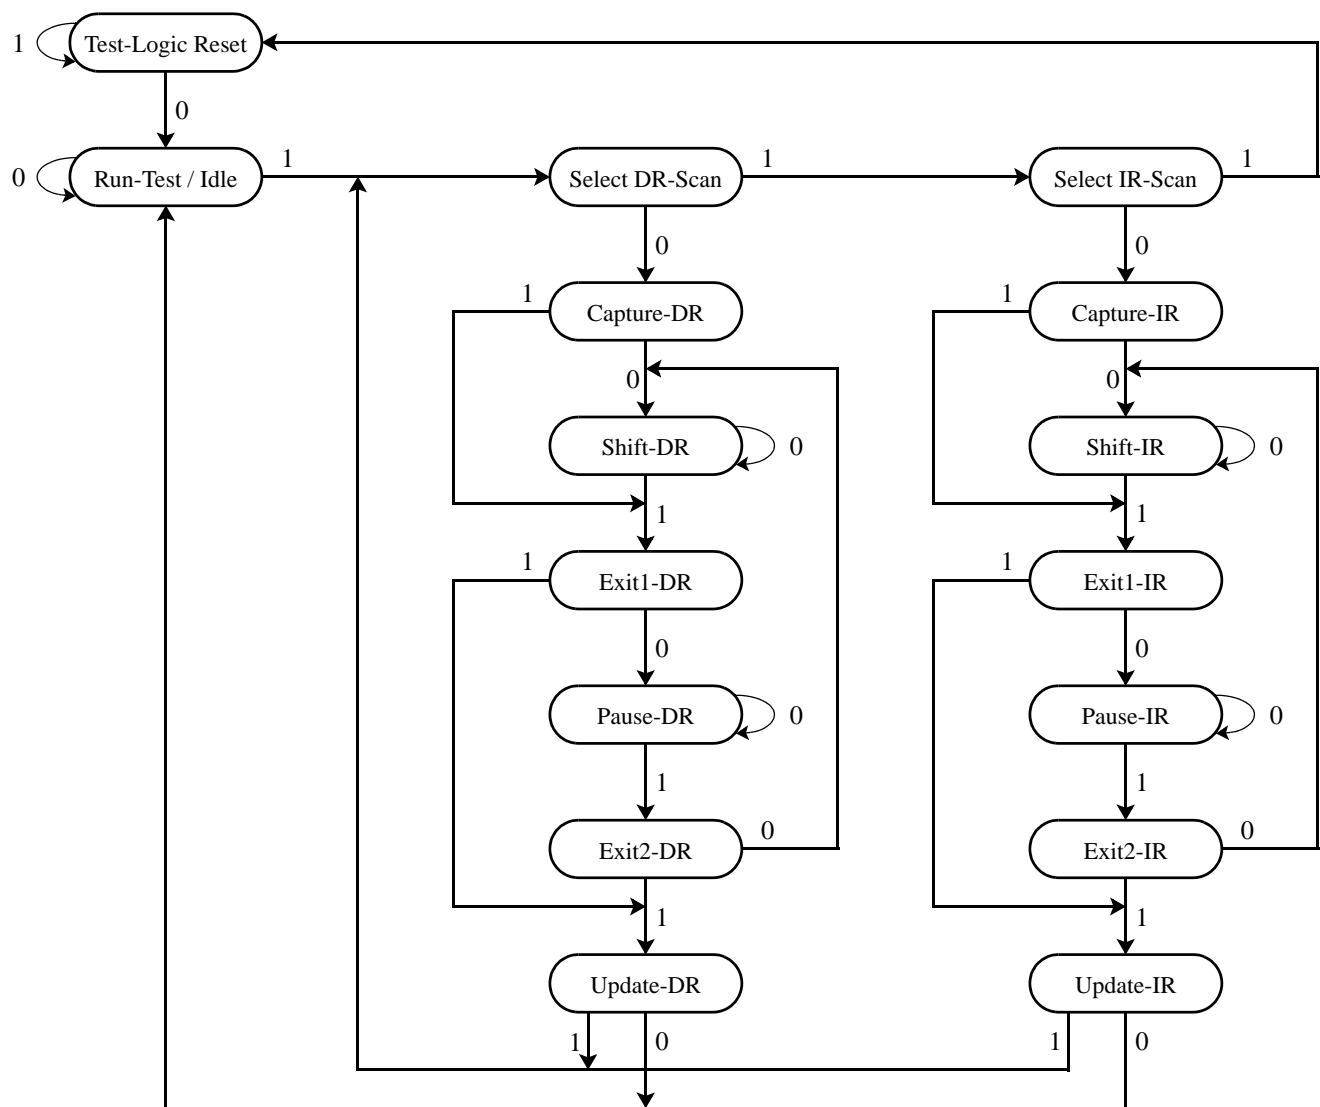 1
Test-Logic Reset
0
0
Run-Test / Idle
1
Select DR-Scan
1
Select IR-Scan
1
0
0
1
Capture-DR
1
Capture-IR
0
0
Shift-DR
0
Shift-IR
0
1
1
1
Exit1-DR
1
Exit1-IR
0
0
Pause-DR
0
Pause-IR
0
1
1
Exit2-DR
0
Exit2-IR
0
1
1
Update-DR
Update-IR
1
0
1
0